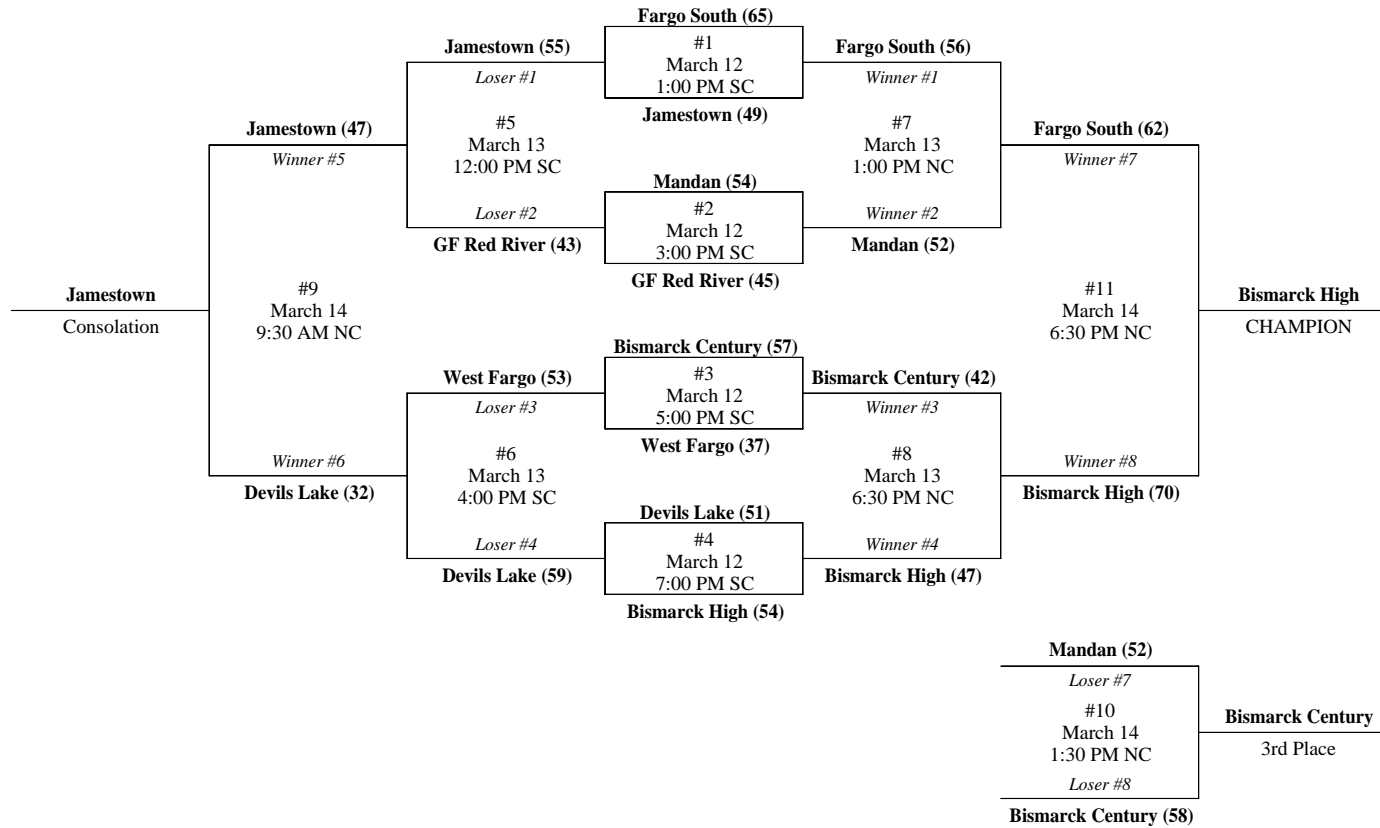 Fargo South (65)
#1
March 12
1:00 PM SC
Jamestown (49)
Jamestown (55)
Loser #1
#5
March 13
12:00 PM SC
Loser #2
GF Red River (43)
Fargo South (56)
Winner #1
#7
March 13
1:00 PM NC
Winner #2
Mandan (52)
Jamestown (47)
Winner #5
Fargo South (62)
Winner #7
Mandan (54)
#2
March 12
3:00 PM SC
GF Red River (45)
Jamestown
Consolation
#9
March 14
9:30 AM NC
#11
March 14
6:30 PM NC
Bismarck High
CHAMPION
Bismarck Century (57)
#3
March 12
5:00 PM SC
West Fargo (37)
West Fargo (53)
Loser #3
#6
March 13
4:00 PM SC
Loser #4
Devils Lake (59)
Bismarck Century (42)
Winner #3
#8
March 13
6:30 PM NC
Winner #4
Bismarck High (47)
Winner #6
Devils Lake (32)
Winner #8
Bismarck High (70)
Devils Lake (51)
#4
March 12
7:00 PM SC
Bismarck High (54)
Mandan (52)
Loser #7
#10
March 14
1:30 PM NC
Loser #8
Bismarck Century (58)
Bismarck Century
3rd Place